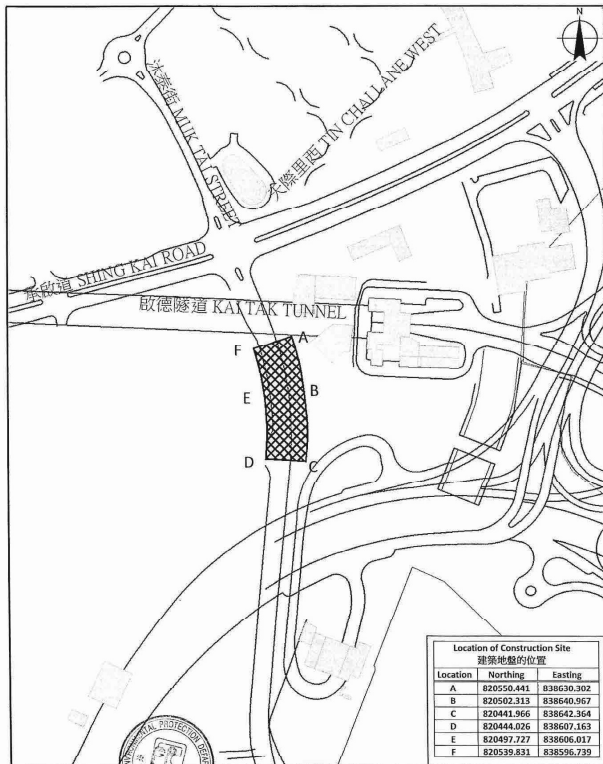 N
沐泰街 MUK TAI STREET
天際里西 TIN CHAI LANE WEST
承啟道 SHING KAI ROAD
啟德隧道 KAI TAK TUNNEL
A
F
B
E
D
C
Location of Construction Site
建築地盤的位置
Location Northing Easting
A 820550.441 838630.302
B 820502.313 838640.967
C 820441.966 838642.364
D 820444.026 838607.163
E 820497.727 838606.017
F 820539.831 838596.739
PROTECTION